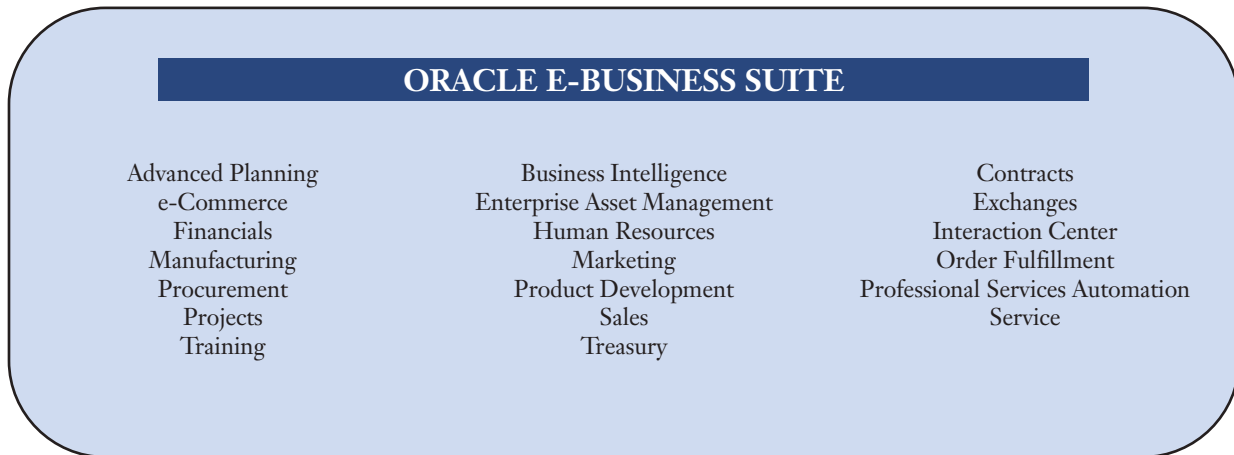 ORACLE E-BUSINESS SUITE
Advanced Planning
e-Commerce
Financials
Manufacturing
Procurement
Projects
Training
Business Intelligence
Enterprise Asset Management
Human Resources
Marketing
Product Development
Sales
Treasury
Contracts
Exchanges
Interaction Center
Order Fulfillment
Professional Services Automation
Service